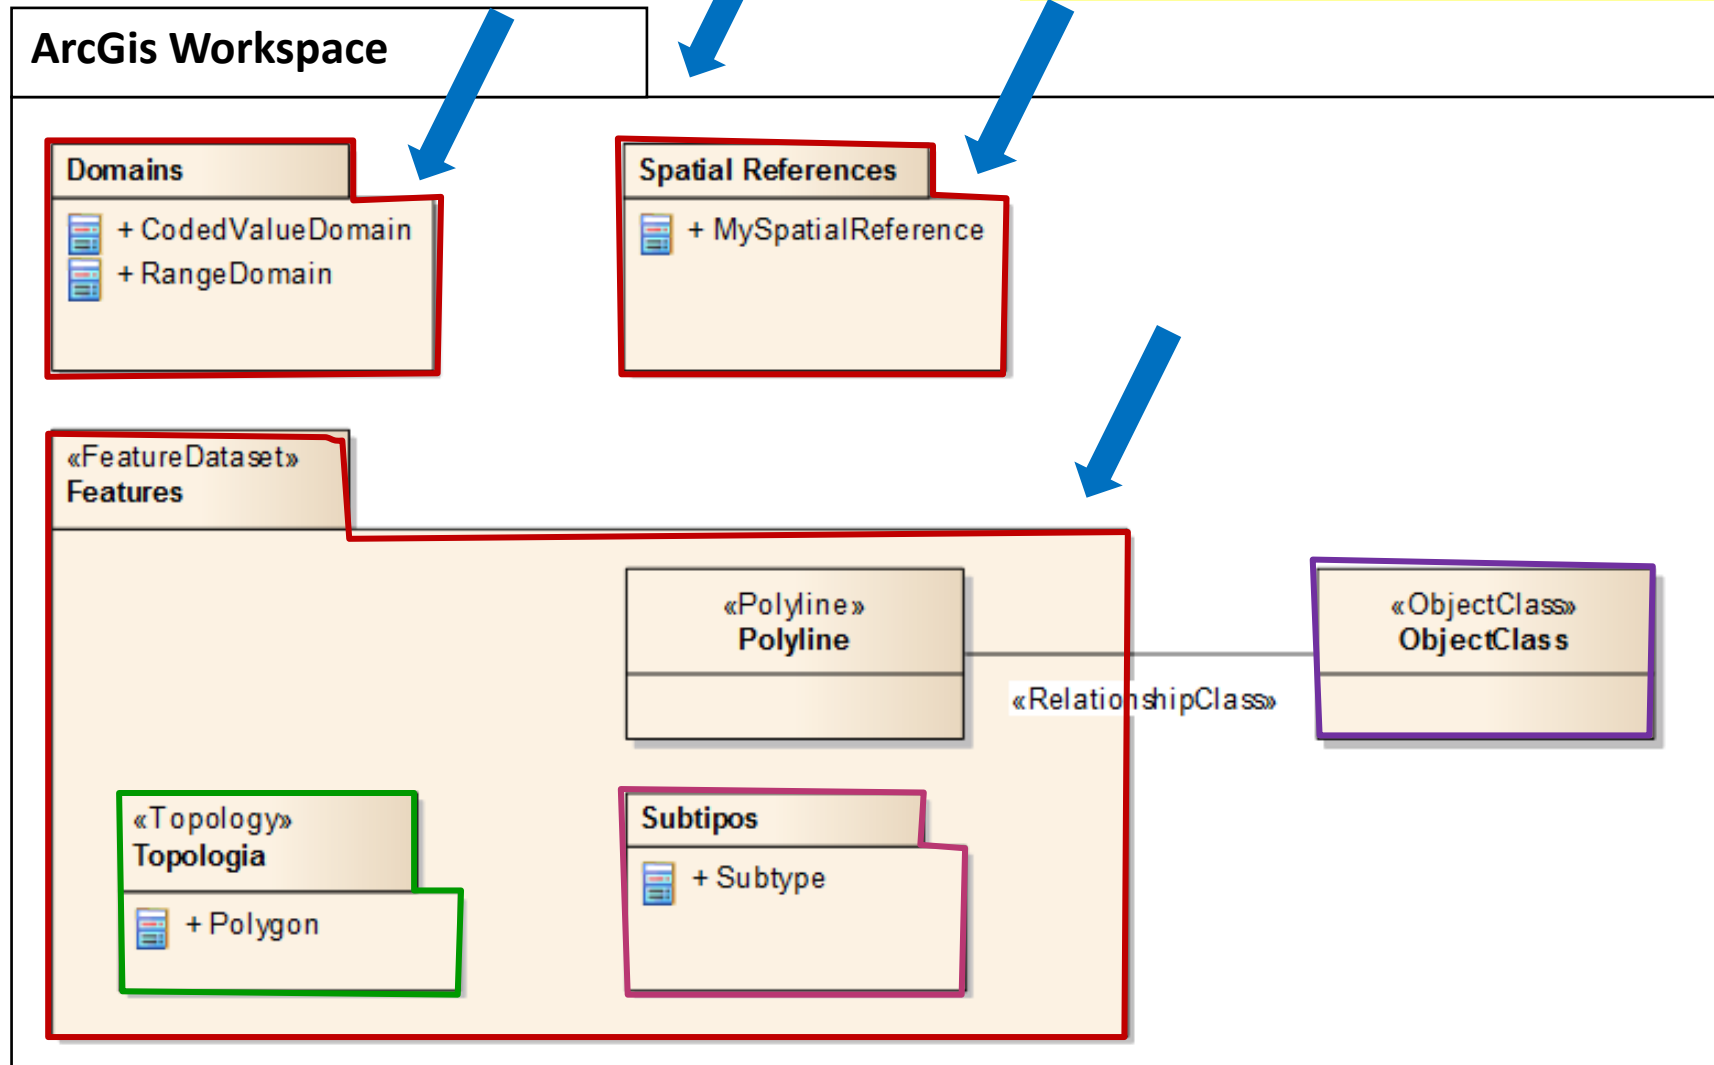 ArcGis Workspace
Domains
+ CodedValueDomain
+ RangeDomain
Spatial References
+ MySpatialReference
«FeatureDataset»
Features
«Polyline»
Polyline
«RelationshipClass»
«ObjectClass»
ObjectClass
«Topology»
Topologia
+ Polygon
Subtipos
+ Subtype